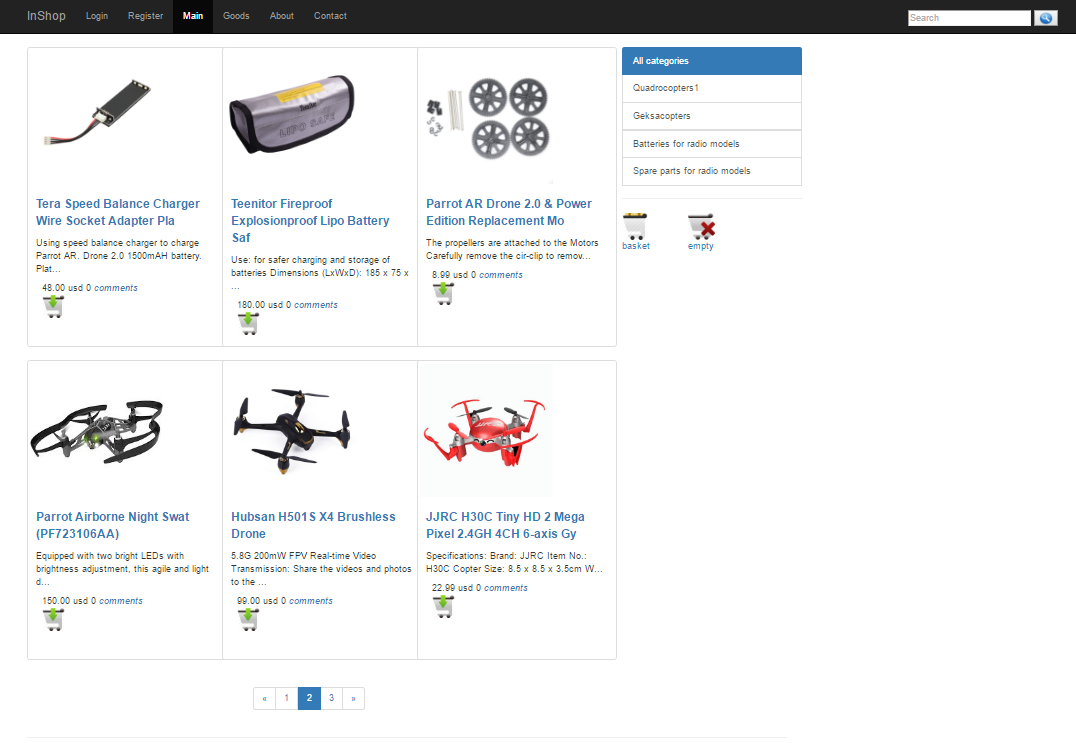 InShop Login Register Main Goods About Contact Search
Tera Speed Balance Charger
Wire Socket Adapter Pla
Using speed balance charger to charge
Parrot AR. Drone 2.0 1500mAH battery.
Plat...
48.00 usd 0 comments
TeenItor
LIPO SAFE
Teenitor Fireproof
Explosionproof Lipo Battery
Saf
Use: for safer charging and storage of
batteries Dimensions (LxWxD): 185 x 75 x
...
180.00 usd 0 comments
Parrot AR Drone 2.0 & Power
Edition Replacement Mo
The propellers are attached to the Motors
Carefully remove the cir-clip to remov...
8.99 usd 0 comments
All categories
Quadrocopters1
Geksacopters
Batteries for radio models
Spare parts for radio models
basket empty
Parrot Airborne Night Swat
(PF723106AA)
Equipped with two bright LEDs with
brightness adjustment, this agile and light
d...
150.00 usd 0 comments
Hubsan H501S X4 Brushless
Drone
5.8G 200mW FPV Real-time Video
Transmission: Share the videos and photos
to the ...
99.00 usd 0 comments
JJRC H30C Tiny HD 2 Mega
Pixel 2.4GH 4CH 6-axis Gy
Specifications: Brand: JJRC Item No.:
H30C Copter Size: 8.5 x 8.5 x 3.5cm W...
22.99 usd 0 comments
« 1 2 3 »